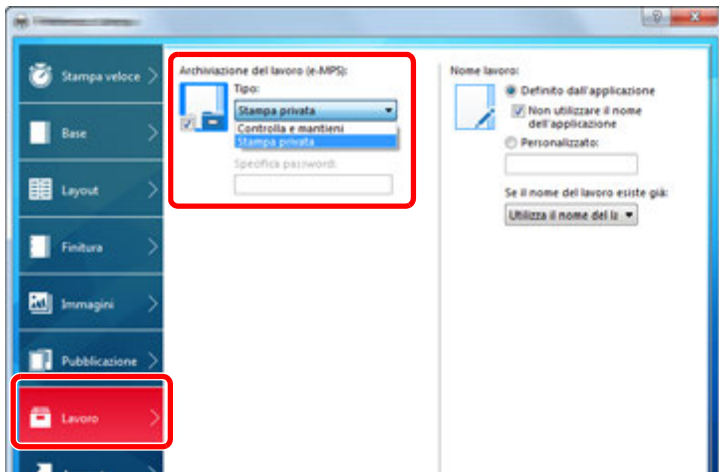 Stampa veloce
Base
Layout
Finitura
Immagini
Pubblicazione
Lavoro
Archiviazione del lavoro (e-MPS):
Tipo:
Stampa privata
Controlla e mantieni
Stampa privata
Specifica password:
Nome lavoro:
Definito dall'applicazione
Non utilizzare il nome
dell'applicazione
Personalizzato:
Se il nome del lavoro esiste già:
Utilizza il nome del la